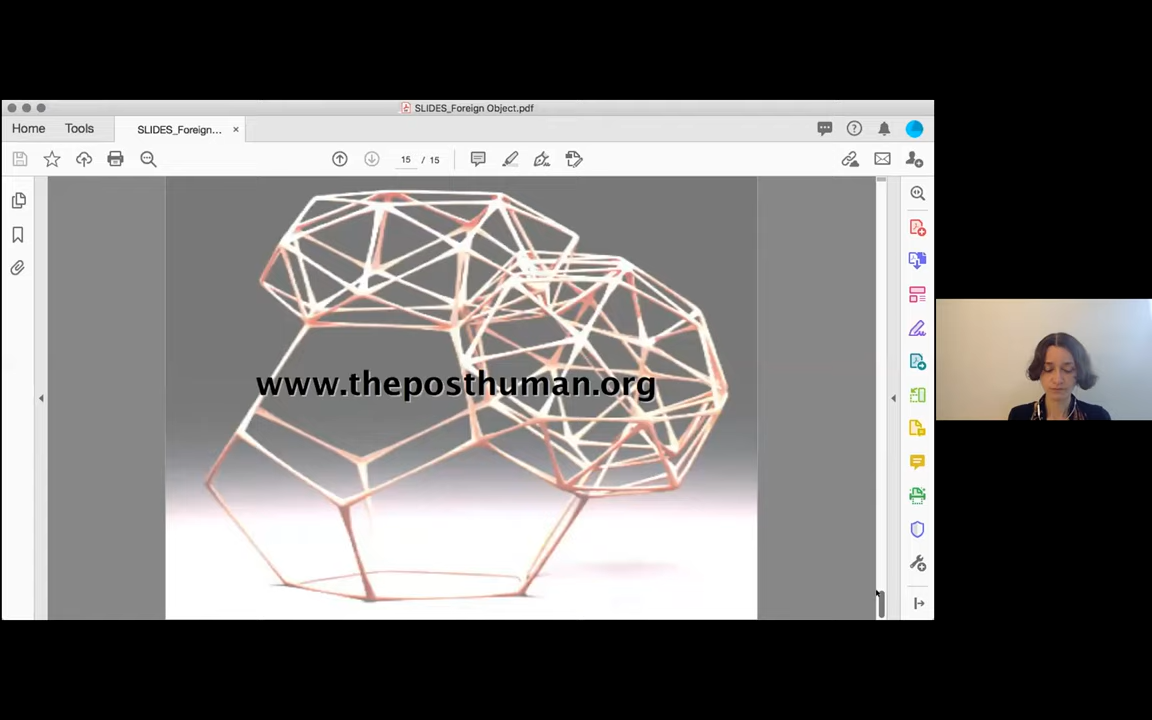 SLIDES_Foreign Object.pdf
Home
Tools
SLIDES_Foreign...
15 / 15
www.theposthuman.org